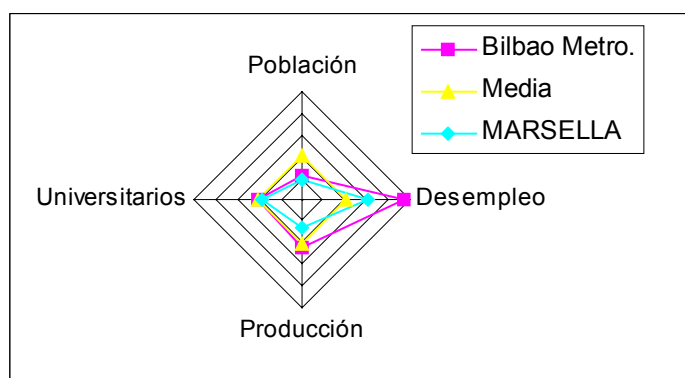 Bilbao Metro.
Media
MARSELLA
Población
Universitarios
Desempleo
Producción